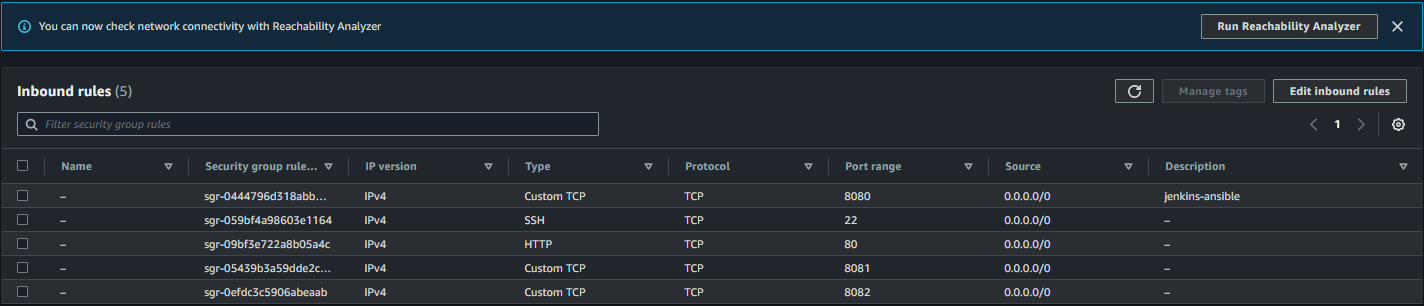 You can now check network connectivity with Reachability Analyzer Run Reachability Analyzer
Inbound rules (5) Manage tags Edit inbound rules
Filter security group rules 1
Name Security group rule... IP version Type Protocol Port range Source Description
– sgr-0444796d318abb... IPv4 Custom TCP TCP 8080 0.0.0.0/0 jenkins-ansible
– sgr-059bf4a98603e1164 IPv4 SSH TCP 22 0.0.0.0/0 –
– sgr-09bf3e722a8b05a4c IPv4 HTTP TCP 80 0.0.0.0/0 –
– sgr-05439b3a59dde2c... IPv4 Custom TCP TCP 8081 0.0.0.0/0 –
– sgr-0efdc3c5906abeaab IPv4 Custom TCP TCP 8082 0.0.0.0/0 –